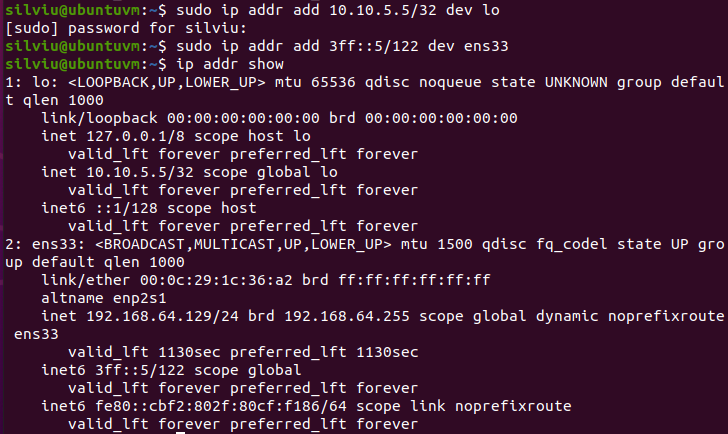 silviu@ubuntuvm:~$ sudo ip addr add 10.10.5.5/32 dev lo
[sudo] password for silviu:
silviu@ubuntuvm:~$ sudo ip addr add 3ff::5/122 dev ens33
silviu@ubuntuvm:~$ ip addr show
1: lo: <LOOPBACK,UP,LOWER_UP> mtu 65536 qdisc noqueue state UNKNOWN group defaul
t qlen 1000
    link/loopback 00:00:00:00:00:00 brd 00:00:00:00:00:00
    inet 127.0.0.1/8 scope host lo
       valid_lft forever preferred_lft forever
    inet 10.10.5.5/32 scope global lo
       valid_lft forever preferred_lft forever
    inet6 ::1/128 scope host
       valid_lft forever preferred_lft forever
2: ens33: <BROADCAST,MULTICAST,UP,LOWER_UP> mtu 1500 qdisc fq_codel state UP gro
up default qlen 1000
    link/ether 00:0c:29:1c:36:a2 brd ff:ff:ff:ff:ff:ff
    altname enp2s1
    inet 192.168.64.129/24 brd 192.168.64.255 scope global dynamic noprefixroute
 ens33
       valid_lft 1130sec preferred_lft 1130sec
    inet6 3ff::5/122 scope global
       valid_lft forever preferred_lft forever
    inet6 fe80::cbf2:802f:80cf:f186/64 scope link noprefixroute
       valid_lft forever preferred_lft forever